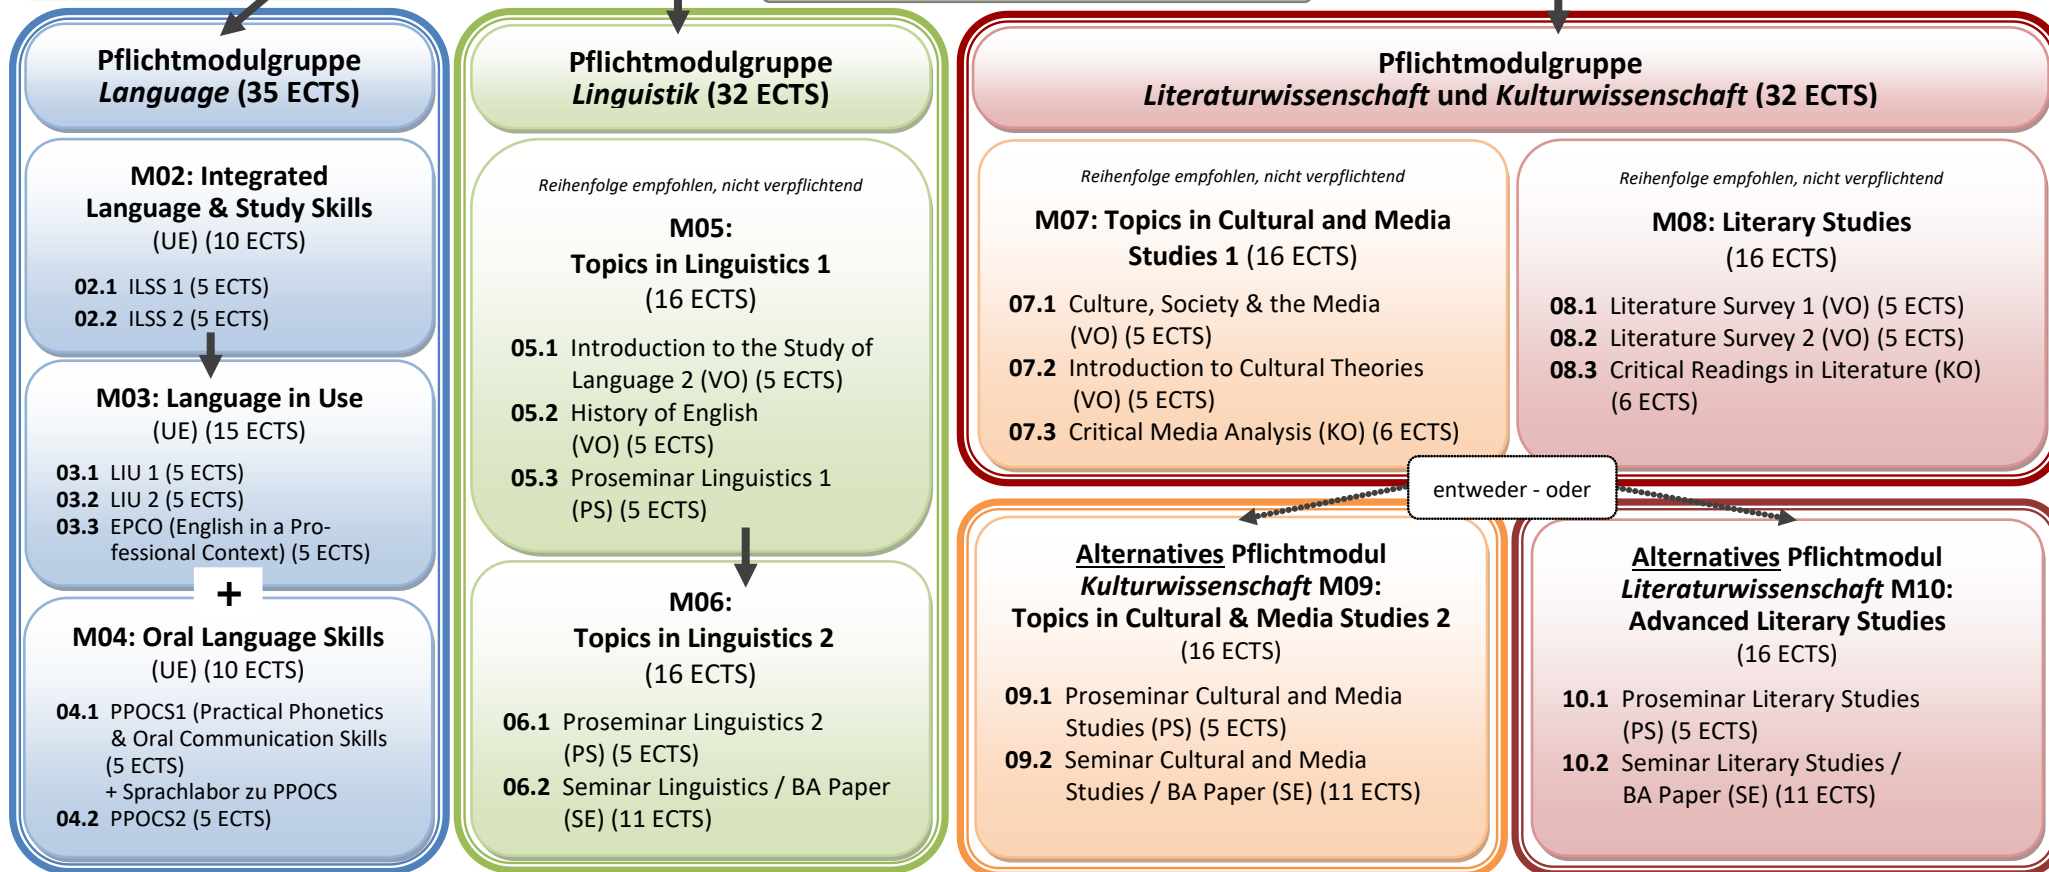 Pflichtmodulgruppe
Language (35 ECTS)
M02: Integrated
Language & Study Skills
(UE) (10 ECTS)
02.1 ILSS 1 (5 ECTS)
02.2 ILSS 2 (5 ECTS)
M03: Language in Use
(UE) (15 ECTS)
03.1 LIU 1 (5 ECTS)
03.2 LIU 2 (5 ECTS)
03.3 EPCO (English in a Pro-
fessional Context) (5 ECTS)
+
M04: Oral Language Skills
(UE) (10 ECTS)
04.1 PPOCS1 (Practical Phonetics
& Oral Communication Skills
(5 ECTS)
+ Sprachlabor zu PPOCS
04.2 PPOCS2 (5 ECTS)
Pflichtmodulgruppe
Linguistik (32 ECTS)
Reihenfolge empfohlen, nicht verpflichtend
M05:
Topics in Linguistics 1
(16 ECTS)
05.1 Introduction to the Study of
Language 2 (VO) (5 ECTS)
05.2 History of English
(VO) (5 ECTS)
05.3 Proseminar Linguistics 1
(PS) (5 ECTS)
M06:
Topics in Linguistics 2
(16 ECTS)
06.1 Proseminar Linguistics 2
(PS) (5 ECTS)
06.2 Seminar Linguistics / BA Paper
(SE) (11 ECTS)
Pflichtmodulgruppe
Literaturwissenschaft und Kulturwissenschaft (32 ECTS)
Reihenfolge empfohlen, nicht verpflichtend
M07: Topics in Cultural and Media
Studies 1 (16 ECTS)
07.1 Culture, Society & the Media
(VO) (5 ECTS)
07.2 Introduction to Cultural Theories
(VO) (5 ECTS)
07.3 Critical Media Analysis (KO) (6 ECTS)
Reihenfolge empfohlen, nicht verpflichtend
M08: Literary Studies
(16 ECTS)
08.1 Literature Survey 1 (VO) (5 ECTS)
08.2 Literature Survey 2 (VO) (5 ECTS)
08.3 Critical Readings in Literature (KO)
(6 ECTS)
entweder - oder
Alternatives Pflichtmodul
Kulturwissenschaft M09:
Topics in Cultural & Media Studies 2
(16 ECTS)
09.1 Proseminar Cultural and Media
Studies (PS) (5 ECTS)
09.2 Seminar Cultural and Media
Studies / BA Paper (SE) (11 ECTS)
Alternatives Pflichtmodul
Literaturwissenschaft M10:
Advanced Literary Studies
(16 ECTS)
10.1 Proseminar Literary Studies
(PS) (5 ECTS)
10.2 Seminar Literary Studies /
BA Paper (SE) (11 ECTS)